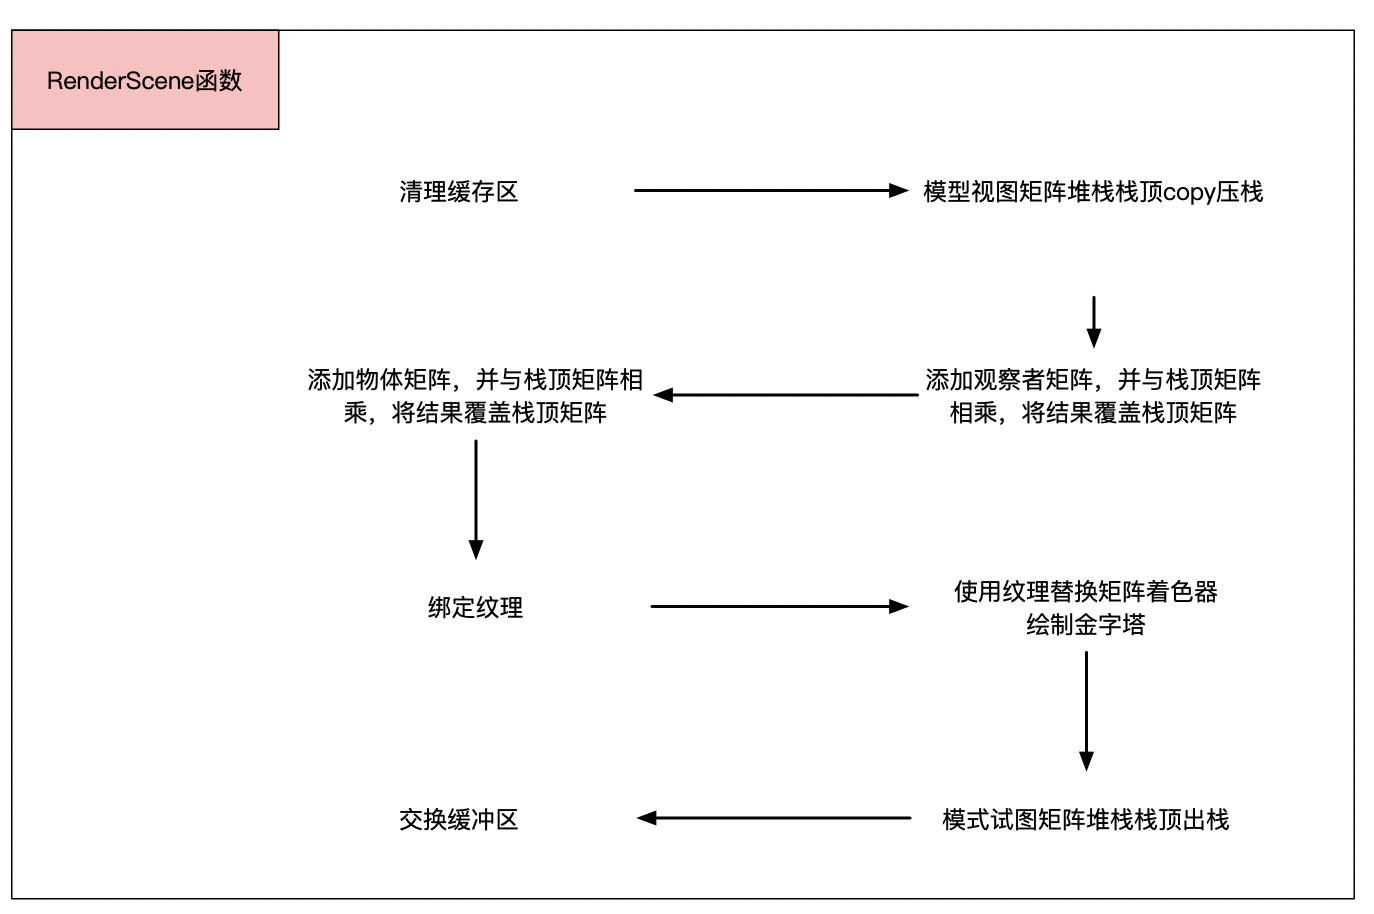 RenderScene函数
清理缓存区
模型视图矩阵堆栈栈顶copy压栈
添加观察者矩阵，并与栈顶矩阵
相乘，将结果覆盖栈顶矩阵
添加物体矩阵，并与栈顶矩阵相
乘，将结果覆盖栈顶矩阵
绑定纹理
使用纹理替换矩阵着色器
绘制金字塔
模式试图矩阵堆栈栈顶出栈
交换缓冲区